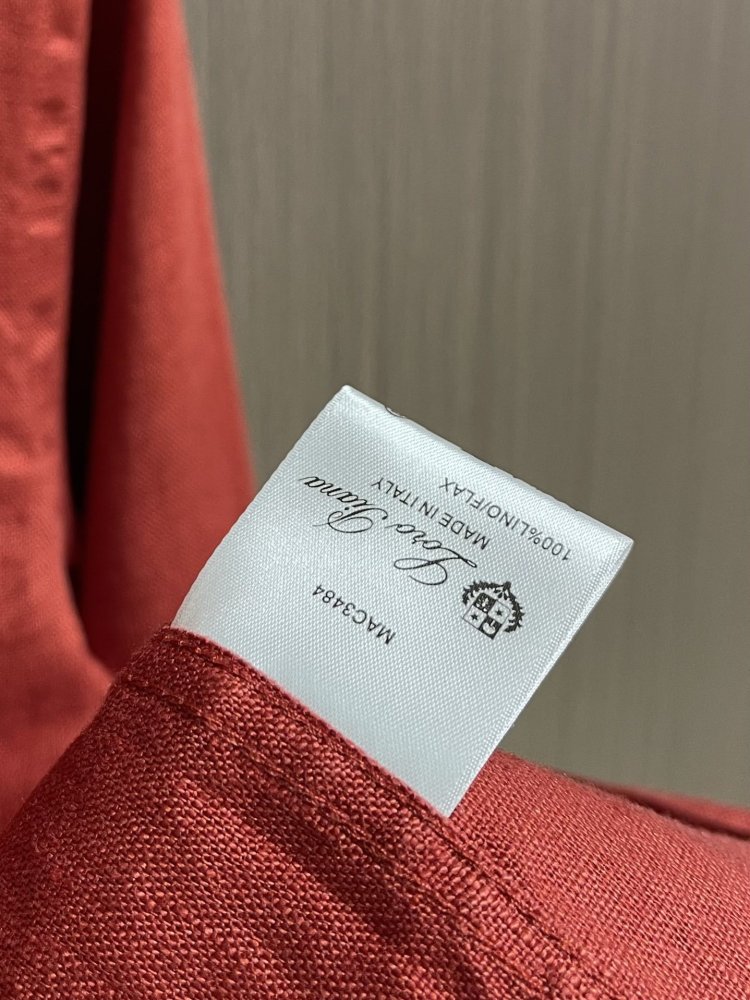 MAC3484
Loro Piana
MADE IN ITALY
100%LINO/FLAX